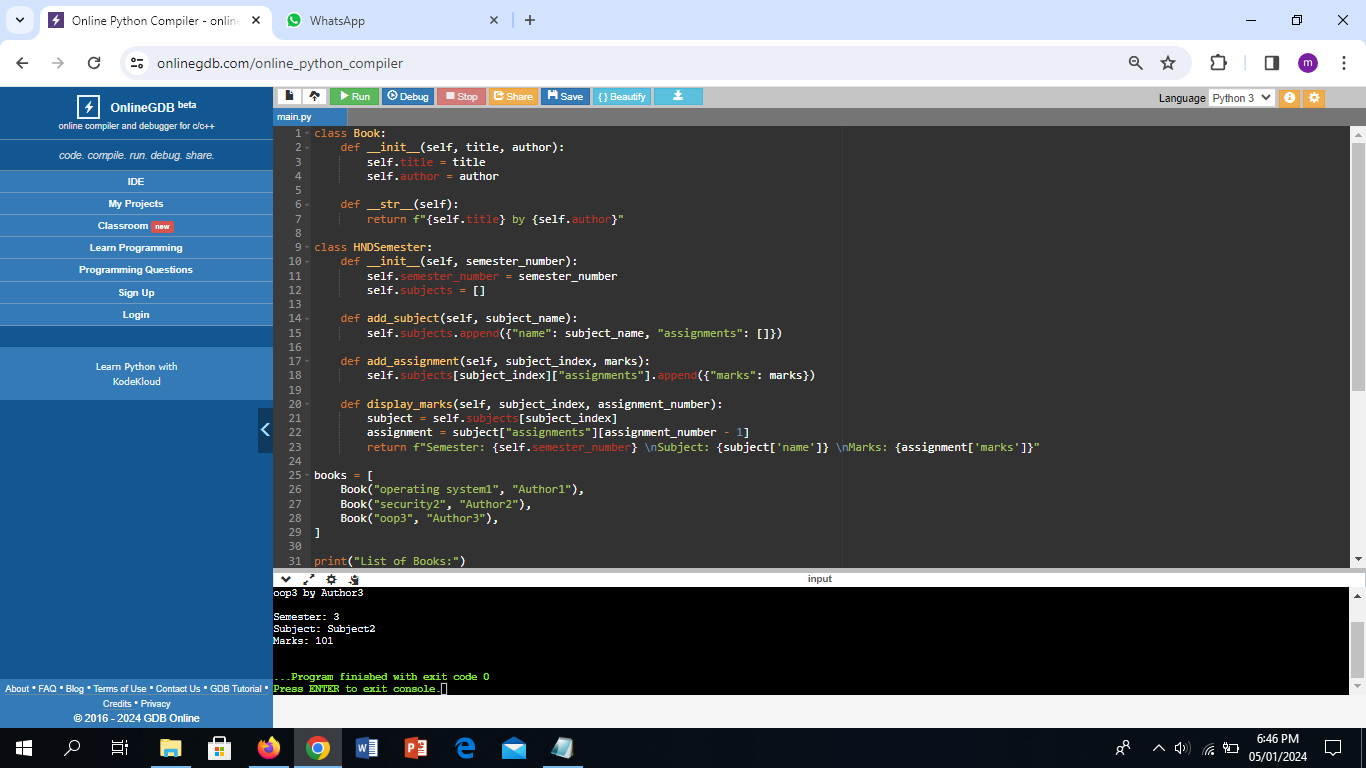 Online Python Compiler - online
WhatsApp
onlinegdb.com/online_python_compiler
m
OnlineGDB beta
online compiler and debugger for c/c++
code. compile. run. debug. share.
IDE
My Projects
Classroom new
Learn Programming
Programming Questions
Sign Up
Login
Learn Python with
KodeKloud
About • FAQ • Blog • Terms of Use • Contact Us • GDB Tutorial •
Credits • Privacy
© 2016 - 2024 GDB Online
Run Debug Stop Share Save { } Beautify
Language Python 3
main.py
1 class Book:
2     def __init__(self, title, author):
3         self.title = title
4         self.author = author
5
6     def __str__(self):
7         return f"{self.title} by {self.author}"
8
9 class HNDSemester:
10     def __init__(self, semester_number):
11         self.semester_number = semester_number
12         self.subjects = []
13
14     def add_subject(self, subject_name):
15         self.subjects.append({"name": subject_name, "assignments": []})
16
17     def add_assignment(self, subject_index, marks):
18         self.subjects[subject_index]["assignments"].append({"marks": marks})
19
20     def display_marks(self, subject_index, assignment_number):
21         subject = self.subjects[subject_index]
22         assignment = subject["assignments"][assignment_number - 1]
23         return f"Semester: {self.semester_number} \nSubject: {subject['name']} \nMarks: {assignment['marks']}"
24
25 books = [
26     Book("operating system1", "Author1"),
27     Book("security2", "Author2"),
28     Book("oop3", "Author3"),
29 ]
30
31 print("List of Books:")
input
oop3 by Author3
Semester: 3
Subject: Subject2
Marks: 101
...Program finished with exit code 0
Press ENTER to exit console.
6:46 PM
05/01/2024